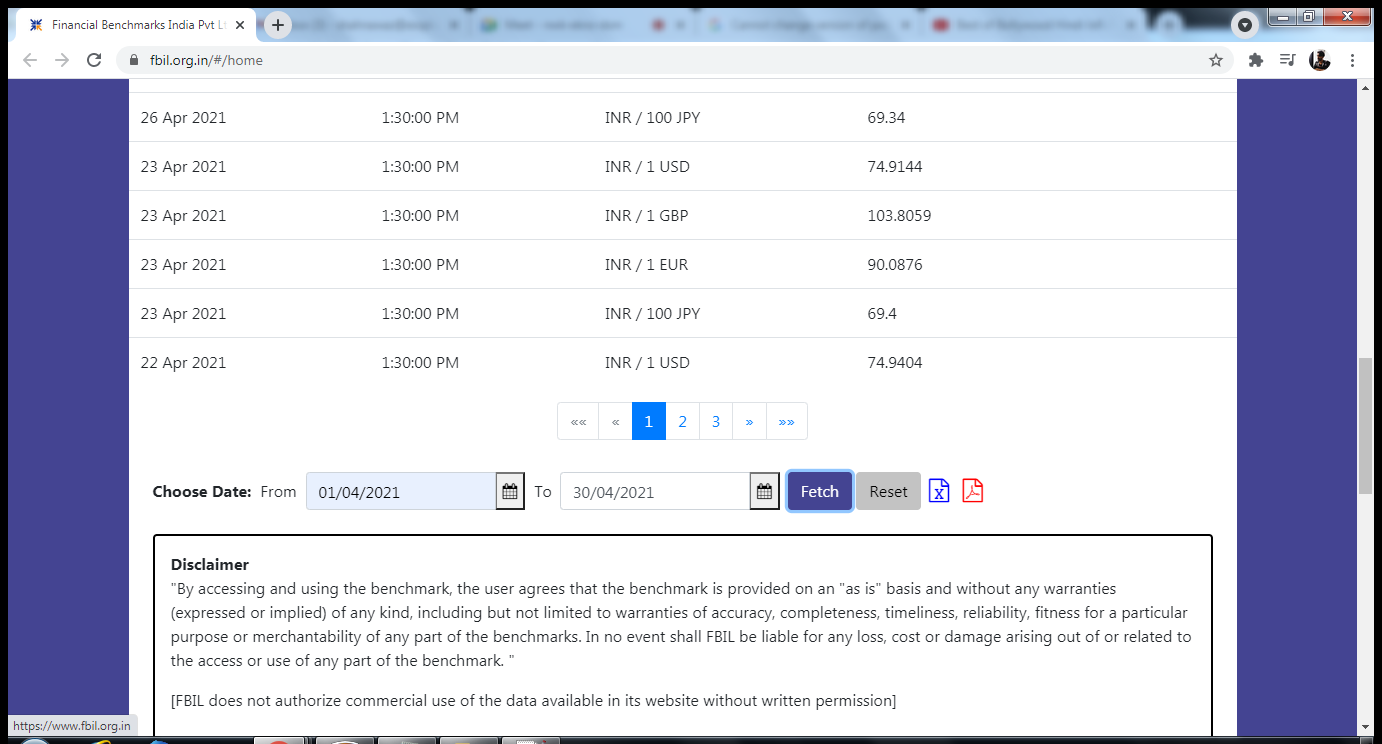 Financial Benchmarks India Pvt Lt
fbil.org.in/#/home
26 Apr 2021 1:30:00 PM INR / 100 JPY 69.34
23 Apr 2021 1:30:00 PM INR / 1 USD 74.9144
23 Apr 2021 1:30:00 PM INR / 1 GBP 103.8059
23 Apr 2021 1:30:00 PM INR / 1 EUR 90.0876
23 Apr 2021 1:30:00 PM INR / 100 JPY 69.4
22 Apr 2021 1:30:00 PM INR / 1 USD 74.9404
«« « 1 2 3 » »»
Choose Date: From 01/04/2021 To 30/04/2021 Fetch Reset
Disclaimer
"By accessing and using the benchmark, the user agrees that the benchmark is provided on an "as is" basis and without any warranties
(expressed or implied) of any kind, including but not limited to warranties of accuracy, completeness, timeliness, reliability, fitness for a particular
purpose or merchantability of any part of the benchmarks. In no event shall FBIL be liable for any loss, cost or damage arising out of or related to
the access or use of any part of the benchmark. "
[FBIL does not authorize commercial use of the data available in its website without written permission]
https://www.fbil.org.in